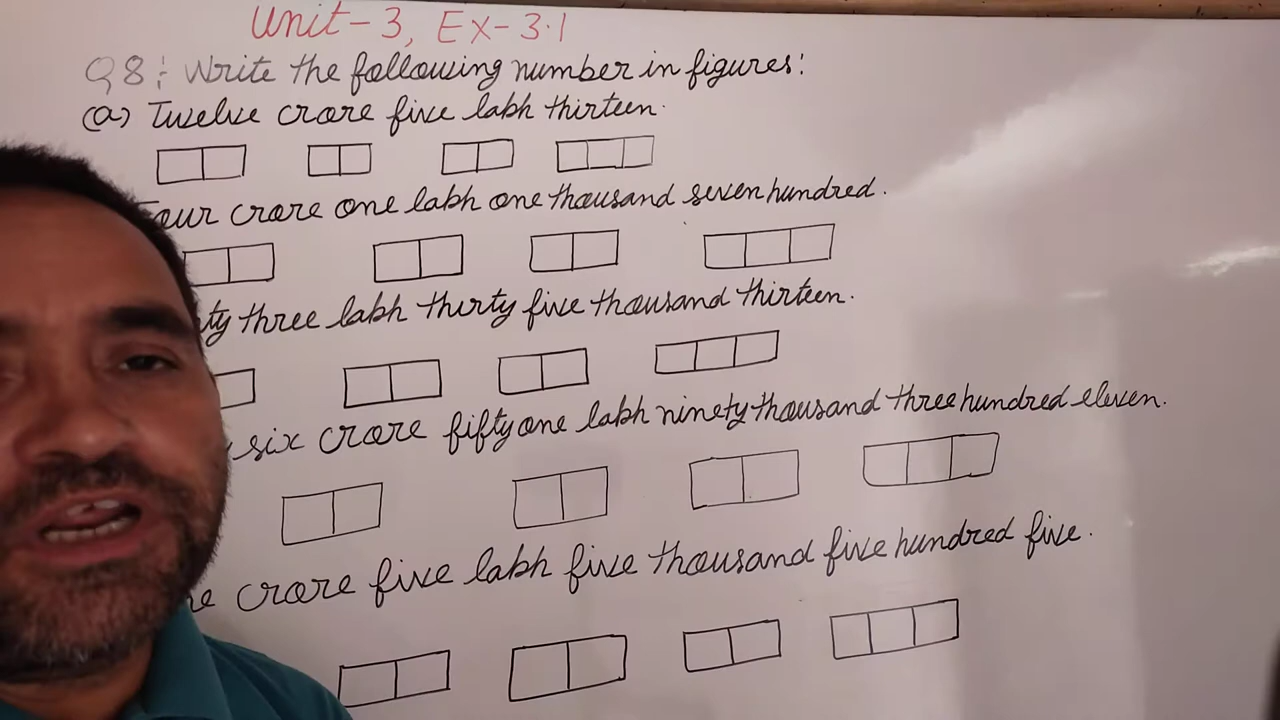 Unit-3, Ex-3.1
Q8: Write the following number in figures:
(a) Twelve crore five lakh thirteen.
Four crore one lakh one thousand seven hundred.
three lakh thirty five thousand thirteen.
six crore fifty one lakh ninety thousand three hundred eleven.
crore five lakh five thousand five hundred five.